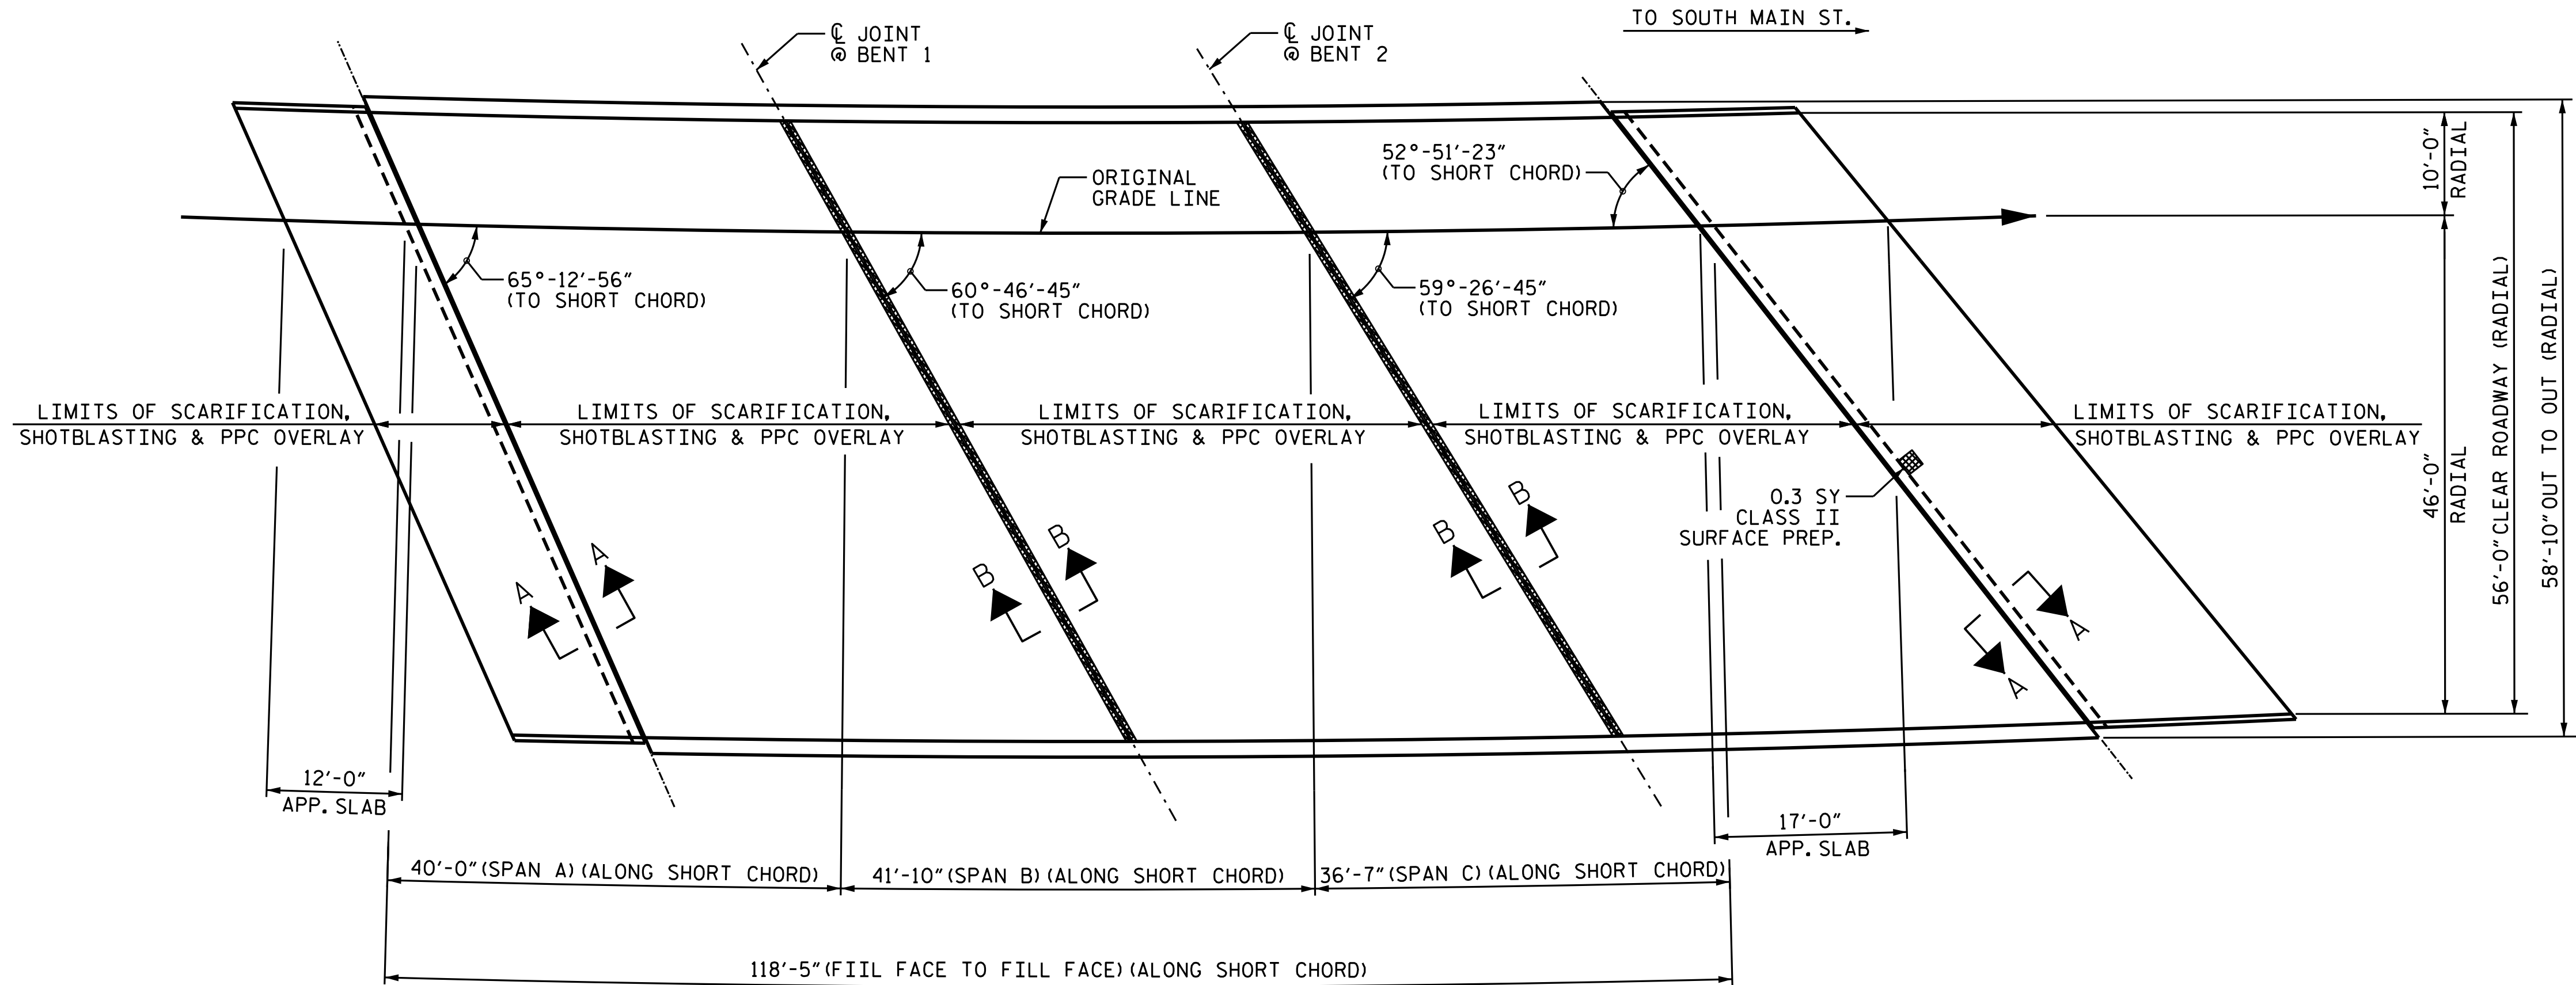 TO SOUTH MAIN ST.
℄ JOINT
@ BENT 1
℄ JOINT
@ BENT 2
52°-51'-23"
(TO SHORT CHORD)
ORIGINAL
GRADE LINE
10'-0"
RADIAL
65°-12'-56"
(TO SHORT CHORD)
60°-46'-45"
(TO SHORT CHORD)
59°-26'-45"
(TO SHORT CHORD)
LIMITS OF SCARIFICATION,
SHOTBLASTING & PPC OVERLAY
LIMITS OF SCARIFICATION,
SHOTBLASTING & PPC OVERLAY
LIMITS OF SCARIFICATION,
SHOTBLASTING & PPC OVERLAY
LIMITS OF SCARIFICATION,
SHOTBLASTING & PPC OVERLAY
LIMITS OF SCARIFICATION,
SHOTBLASTING & PPC OVERLAY
46'-0"
RADIAL
56'-0" CLEAR ROADWAY (RADIAL)
58'-10" OUT TO OUT (RADIAL)
0.3 SY
CLASS II
SURFACE PREP.
A
A
B
B
B
B
A
A
12'-0"
APP. SLAB
17'-0"
APP. SLAB
40'-0" (SPAN A) (ALONG SHORT CHORD)
41'-10" (SPAN B) (ALONG SHORT CHORD)
36'-7" (SPAN C) (ALONG SHORT CHORD)
118'-5" (FIIL FACE TO FILL FACE) (ALONG SHORT CHORD)